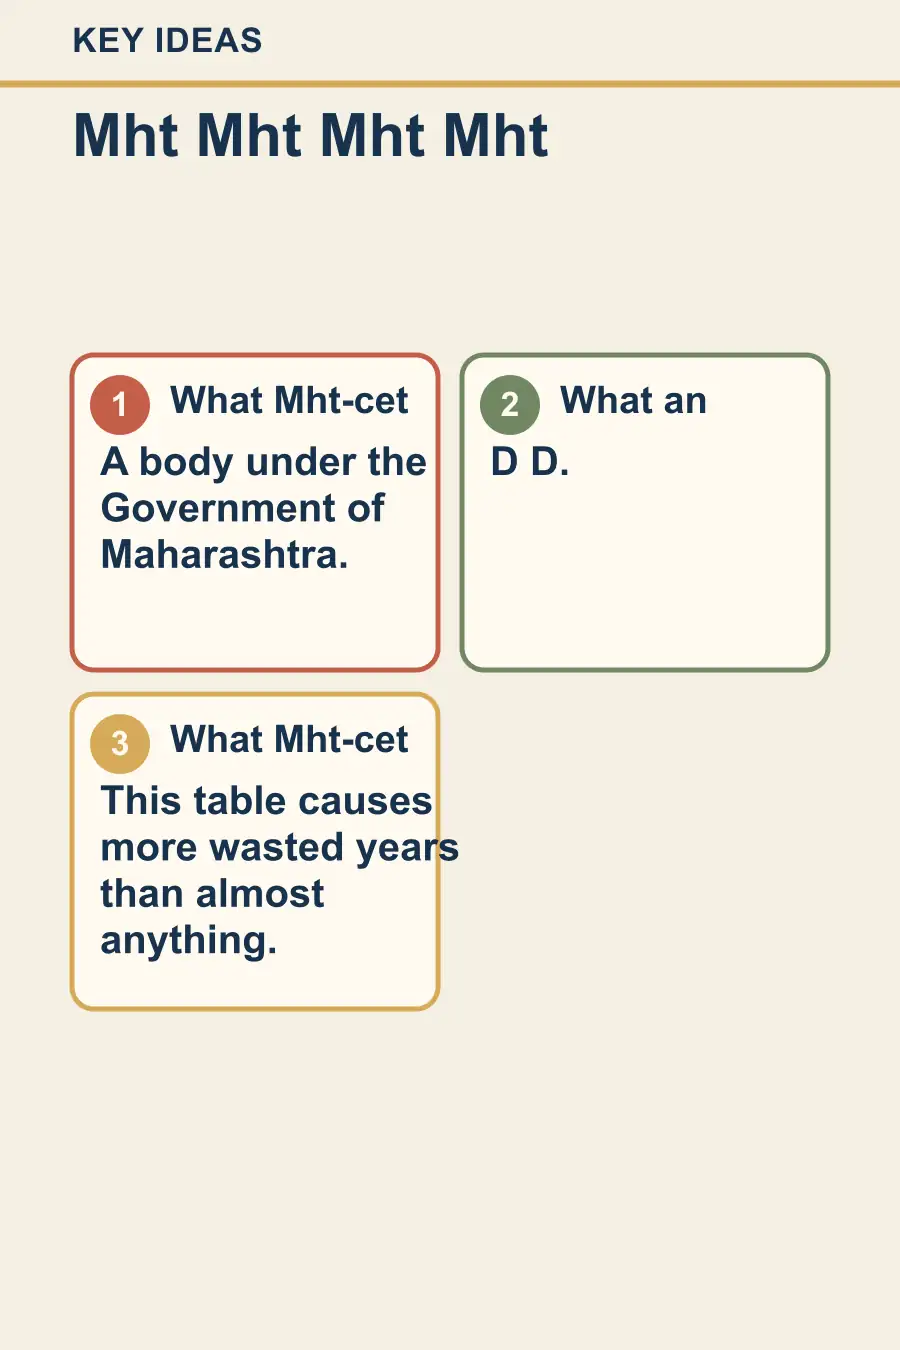 KEY IDEAS
Mht Mht Mht Mht
1 What Mht-cet
A body under the
Government of
Maharashtra.
2 What an
D D.
3 What Mht-cet
This table causes
more wasted years
than almost
anything.